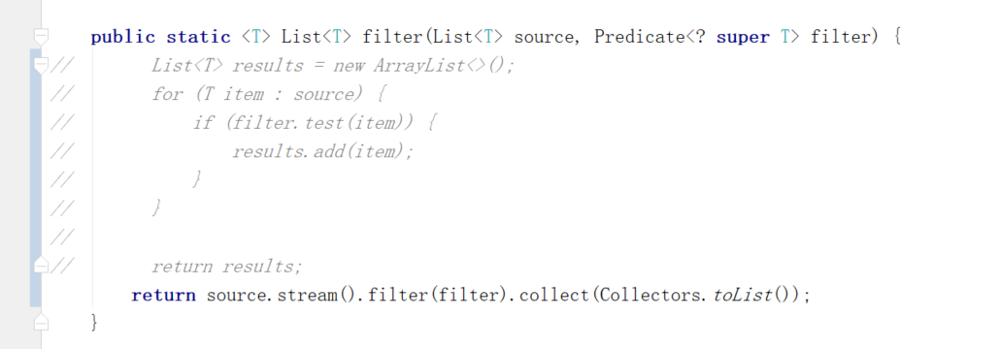 public static <T> List<T> filter(List<T> source, Predicate<? super T> filter) {
//        List<T> results = new ArrayList<>();
//        for (T item : source) {
//            if (filter.test(item)) {
//                results.add(item);
//            }
//        }
//
//        return results;
    return source.stream().filter(filter).collect(Collectors.toList());
}